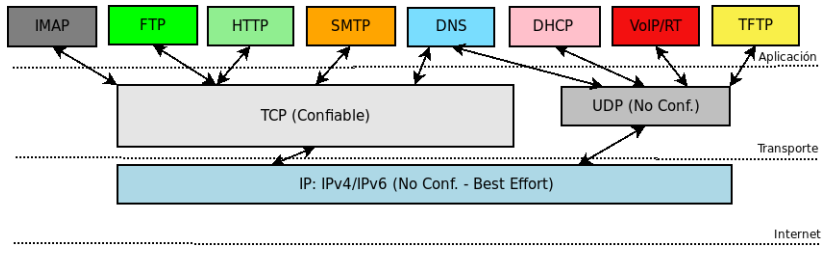 IMAP
FTP
HTTP
SMTP
DNS
DHCP
VoIP/RT
TFTP
Aplicación
TCP (Confiable)
UDP (No Conf.)
Transporte
IP: IPv4/IPv6 (No Conf. - Best Effort)
Internet